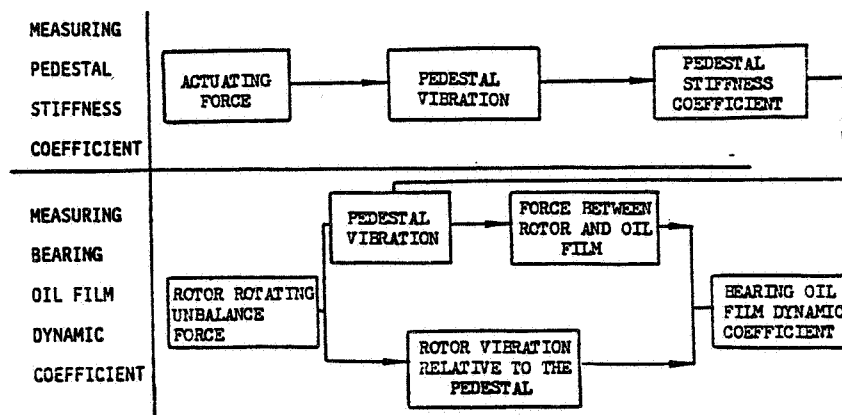 MEASURING
PEDESTAL
STIFFNESS
COEFFICIENT
ACTUATING
FORCE
PEDESTAL
VIBRATION
PEDESTAL
STIFFNESS
COEFFICIENT
MEASURING
BEARING
OIL FILM
DYNAMIC
COEFFICIENT
ROTOR ROTATING
UNBALANCE
FORCE
PEDESTAL
VIBRATION
FORCE BETWEEN
ROTOR AND OIL
FILM
ROTOR VIBRATION
RELATIVE TO THE
PEDESTAL
BEARING OIL
FILM DYNAMIC
COEFFICIENT